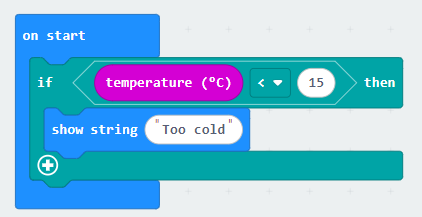 on start
if temperature (°C) < 15 then
show string "Too cold"